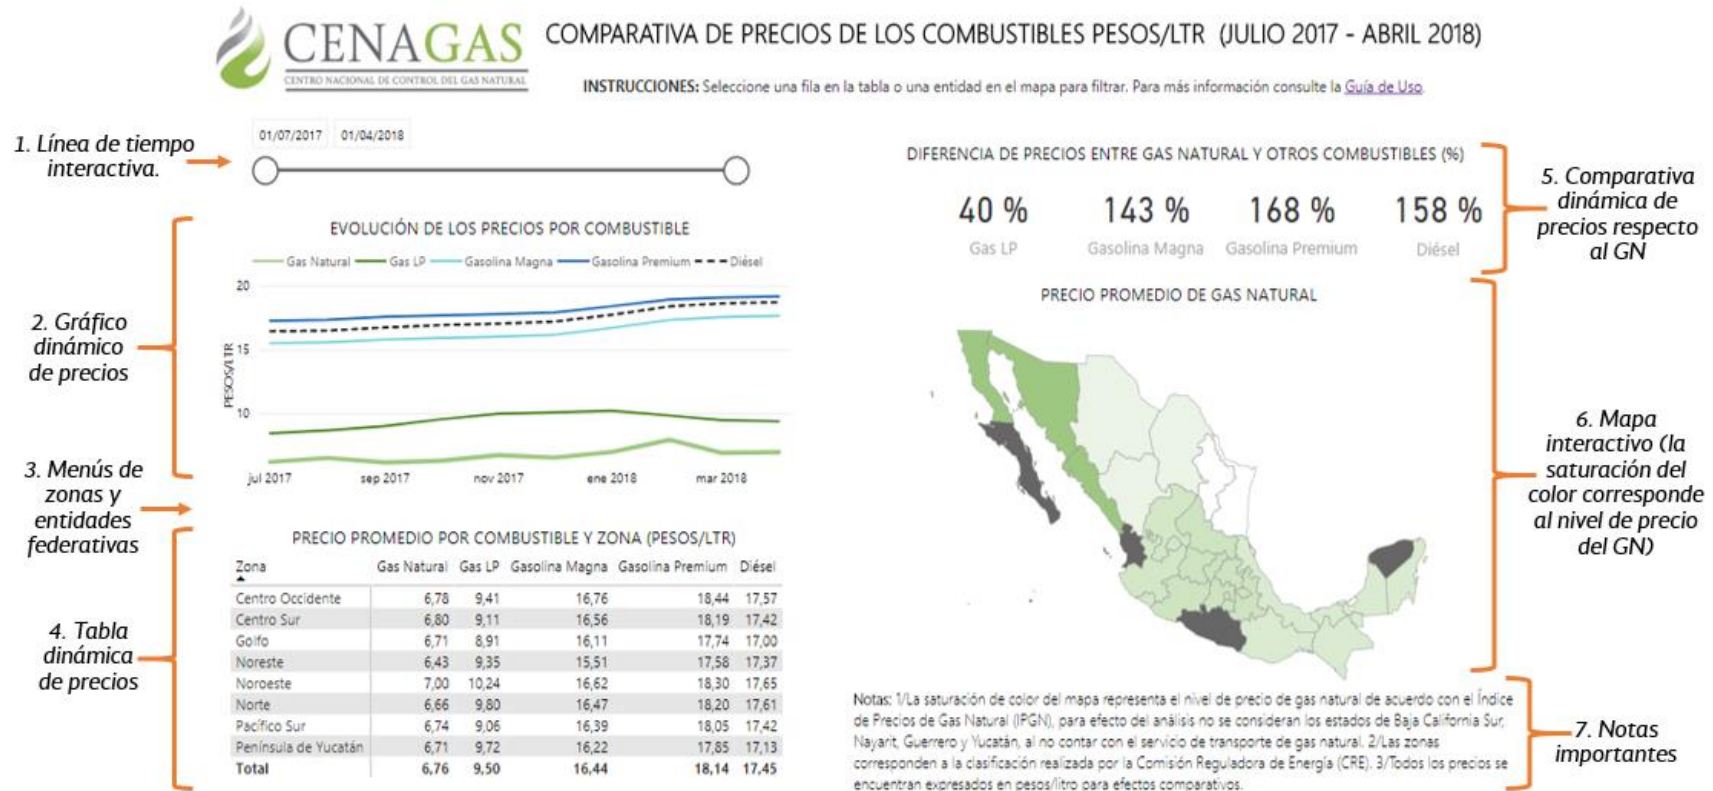 CENAGAS
CENTRO NACIONAL DE CONTROL DEL GAS NATURAL
COMPARATIVA DE PRECIOS DE LOS COMBUSTIBLES PESOS/LTR (JULIO 2017 - ABRIL 2018)
INSTRUCCIONES: Seleccione una fila en la tabla o una entidad en el mapa para filtrar. Para más información consulte la Guía de Uso.
1. Línea de tiempo
interactiva.
01/07/2017 01/04/2018
2. Gráfico
dinámico
de precios
EVOLUCIÓN DE LOS PRECIOS POR COMBUSTIBLE
Gas Natural Gas LP Gasolina Magna Gasolina Premium Diésel
PESOS/LTR
20
15
10
jul 2017 sep 2017 nov 2017 ene 2018 mar 2018
3. Menús de
zonas y
entidades
federativas
4. Tabla
dinámica
de precios
PRECIO PROMEDIO POR COMBUSTIBLE Y ZONA (PESOS/LTR)
Zona Gas Natural Gas LP Gasolina Magna Gasolina Premium Diésel
Centro Occidente 6,78 9,41 16,76 18,44 17,57
Centro Sur 6,80 9,11 16,56 18,19 17,42
Golfo 6,71 8,91 16,11 17,74 17,00
Noreste 6,43 9,35 15,51 17,58 17,37
Noroeste 7,00 10,24 16,62 18,30 17,65
Norte 6,66 9,80 16,47 18,20 17,61
Pacífico Sur 6,74 9,06 16,39 18,05 17,42
Península de Yucatán 6,71 9,72 16,22 17,85 17,13
Total 6,76 9,50 16,44 18,14 17,45
DIFERENCIA DE PRECIOS ENTRE GAS NATURAL Y OTROS COMBUSTIBLES (%)
40 % 143 % 168 % 158 %
Gas LP Gasolina Magna Gasolina Premium Diésel
5. Comparativa
dinámica de
precios respecto
al GN
PRECIO PROMEDIO DE GAS NATURAL
6. Mapa
interactivo (la
saturación del
color corresponde
al nivel de precio
del GN)
Notas: 1/La saturación de color del mapa representa el nivel de precio de gas natural de acuerdo con el Índice
de Precios de Gas Natural (IPGN), para efecto del análisis no se consideran los estados de Baja California Sur,
Nayarit, Guerrero y Yucatán, al no contar con el servicio de transporte de gas natural. 2/Las zonas
corresponden a la clasificación realizada por la Comisión Reguladora de Energía (CRE). 3/Todos los precios se
encuentran expresados en pesos/litro para efectos comparativos.
7. Notas
importantes